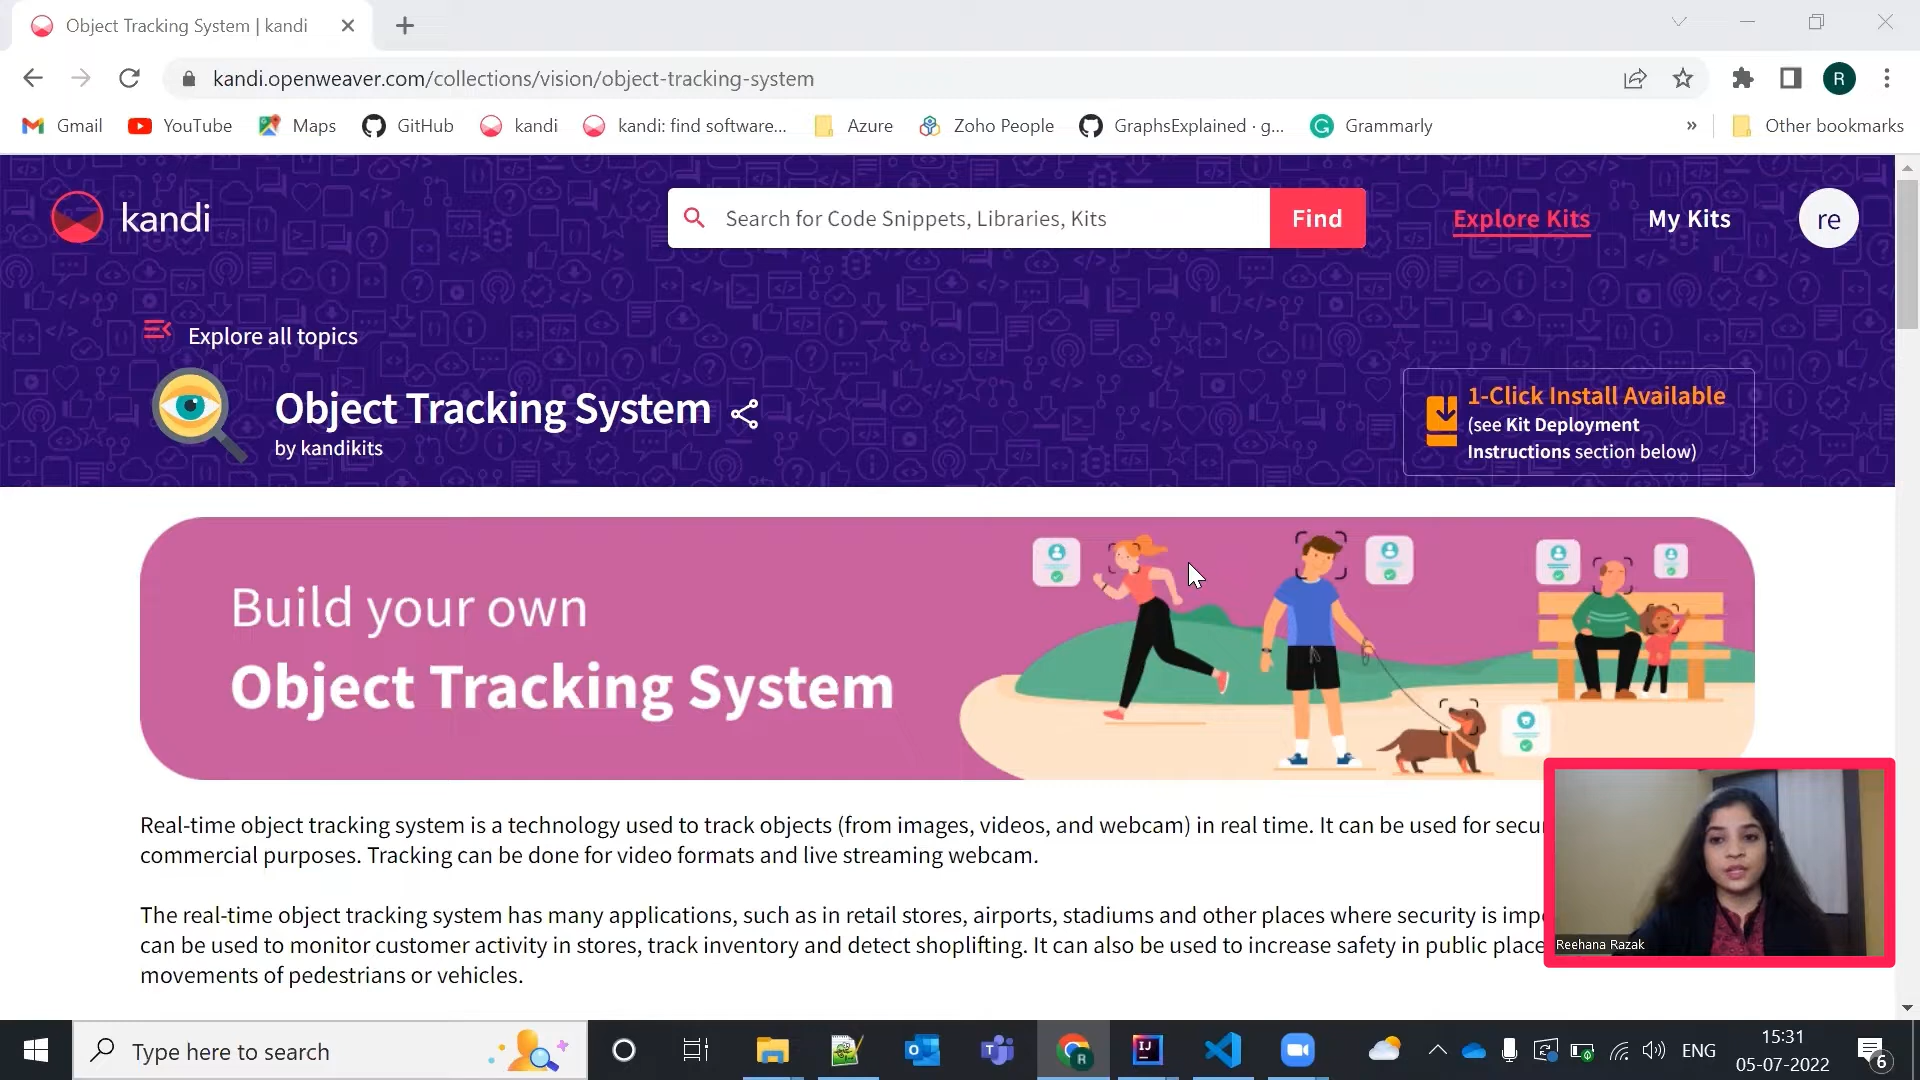 Object Tracking System | kandi
kandi.openweaver.com/collections/vision/object-tracking-system
R
Gmail
YouTube
Maps
GitHub
kandi
kandi: find software...
Azure
Zoho People
GraphsExplained · g...
Grammarly
»
Other bookmarks
kandi
Search for Code Snippets, Libraries, Kits
Find
Explore Kits
My Kits
re
Explore all topics
Object Tracking System
by kandikits
1-Click Install Available
(see Kit Deployment
Instructions section below)
Build your own
Object Tracking System
Real-time object tracking system is a technology used to track objects (from images, videos, and webcam) in real time. It can be used for secu
commercial purposes. Tracking can be done for video formats and live streaming webcam.
The real-time object tracking system has many applications, such as in retail stores, airports, stadiums and other places where security is imp
can be used to monitor customer activity in stores, track inventory and detect shoplifting. It can also be used to increase safety in public place
movements of pedestrians or vehicles.
Reehana Razak
Type here to search
R
IJ
ENG
15:31
05-07-2022
6